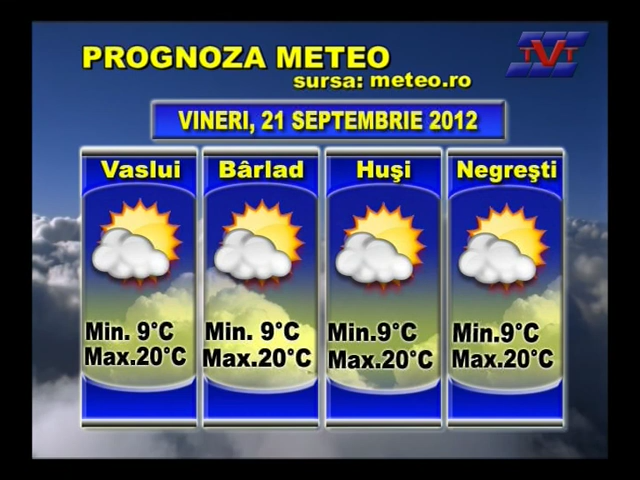 PROGNOZA METEO
sursa: meteo.ro
TVT
VINERI, 21 SEPTEMBRIE 2012
Vaslui
Min. 9°C
Max.20°C
Bârlad
Min. 9°C
Max.20°C
Huşi
Min.9°C
Max.20°C
Negreşti
Min.9°C
Max.20°C